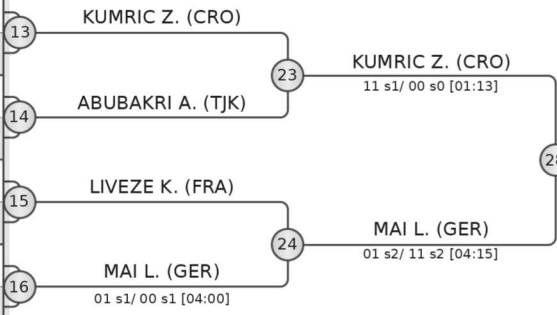 13
KUMRIC Z. (CRO)
23
KUMRIC Z. (CRO)
11 s1/ 00 s0 [01:13]
14
ABUBAKRI A. (TJK)
28
15
LIVEZE K. (FRA)
24
MAI L. (GER)
01 s2/ 11 s2 [04:15]
16
MAI L. (GER)
01 s1/ 00 s1 [04:00]